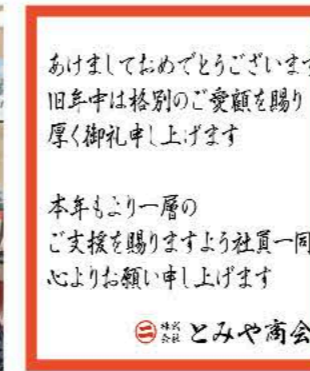 あけましておめでとうございます
旧年中は格別のご愛顧を賜り
厚く御礼申し上げます
本年もより一層の
ご支援を賜りますよう社員一同
心よりお願い申し上げます
㊁ 株式会社 とみや商会